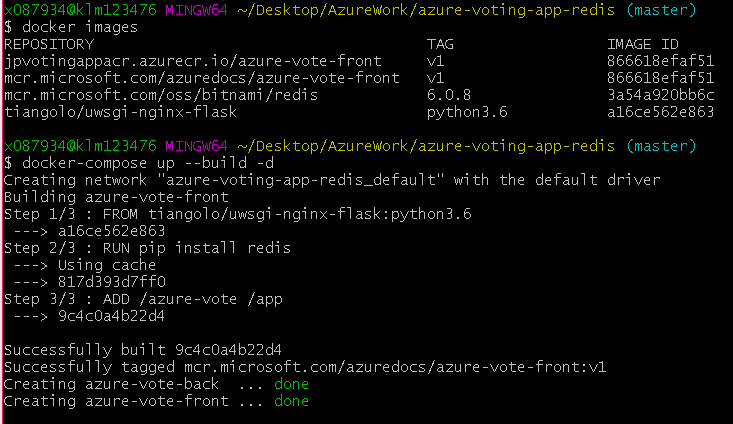 x087934@klm123476 MINGW64 ~/Desktop/AzureWork/azure-voting-app-redis (master)
$ docker images
REPOSITORY TAG IMAGE ID
jpvotingappacr.azurecr.io/azure-vote-front v1 866618efaf51
mcr.microsoft.com/azuredocs/azure-vote-front v1 866618efaf51
mcr.microsoft.com/oss/bitnami/redis 6.0.8 3a54a920bb6c
tiangolo/uwsgi-nginx-flask python3.6 a16ce562e863
x087934@klm123476 MINGW64 ~/Desktop/AzureWork/azure-voting-app-redis (master)
$ docker-compose up --build -d
Creating network "azure-voting-app-redis_default" with the default driver
Building azure-vote-front
Step 1/3 : FROM tiangolo/uwsgi-nginx-flask:python3.6
---> a16ce562e863
Step 2/3 : RUN pip install redis
---> Using cache
---> 817d393d7ff0
Step 3/3 : ADD /azure-vote /app
---> 9c4c0a4b22d4
Successfully built 9c4c0a4b22d4
Successfully tagged mcr.microsoft.com/azuredocs/azure-vote-front:v1
Creating azure-vote-back ... done
Creating azure-vote-front ... done